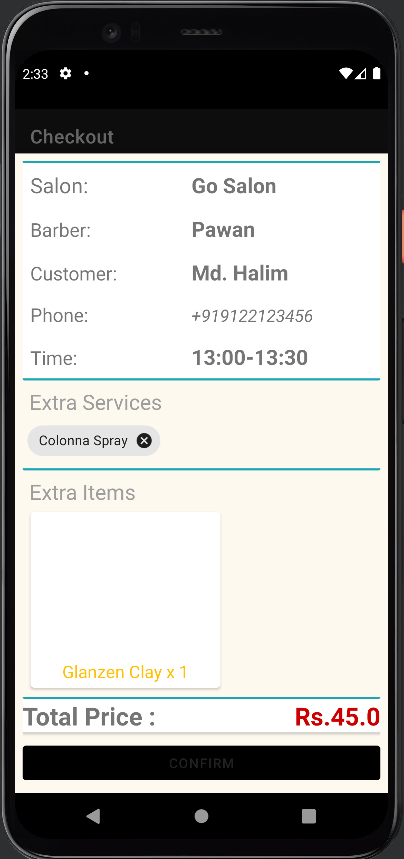 2:33
Checkout
Salon: Go Salon
Barber: Pawan
Customer: Md. Halim
Phone: +919122123456
Time: 13:00-13:30
Extra Services
Colonna Spray
Extra Items
Glanzen Clay x 1
Total Price : Rs.45.0
CONFIRM